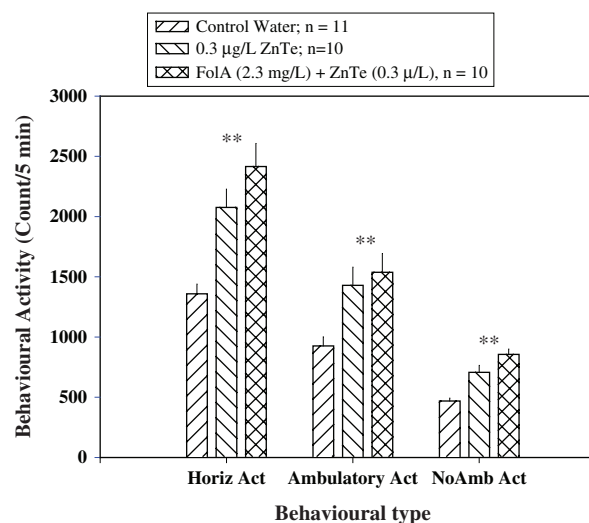 Control Water; n = 11
0.3 µg/L ZnTe; n=10
FolA (2.3 mg/L) + ZnTe (0.3 µ/L), n = 10
3000
2500
2000
1500
1000
500
0
Behavioural Activity (Count/5 min)
**
**
**
Horiz Act Ambulatory Act NoAmb Act
Behavioural type